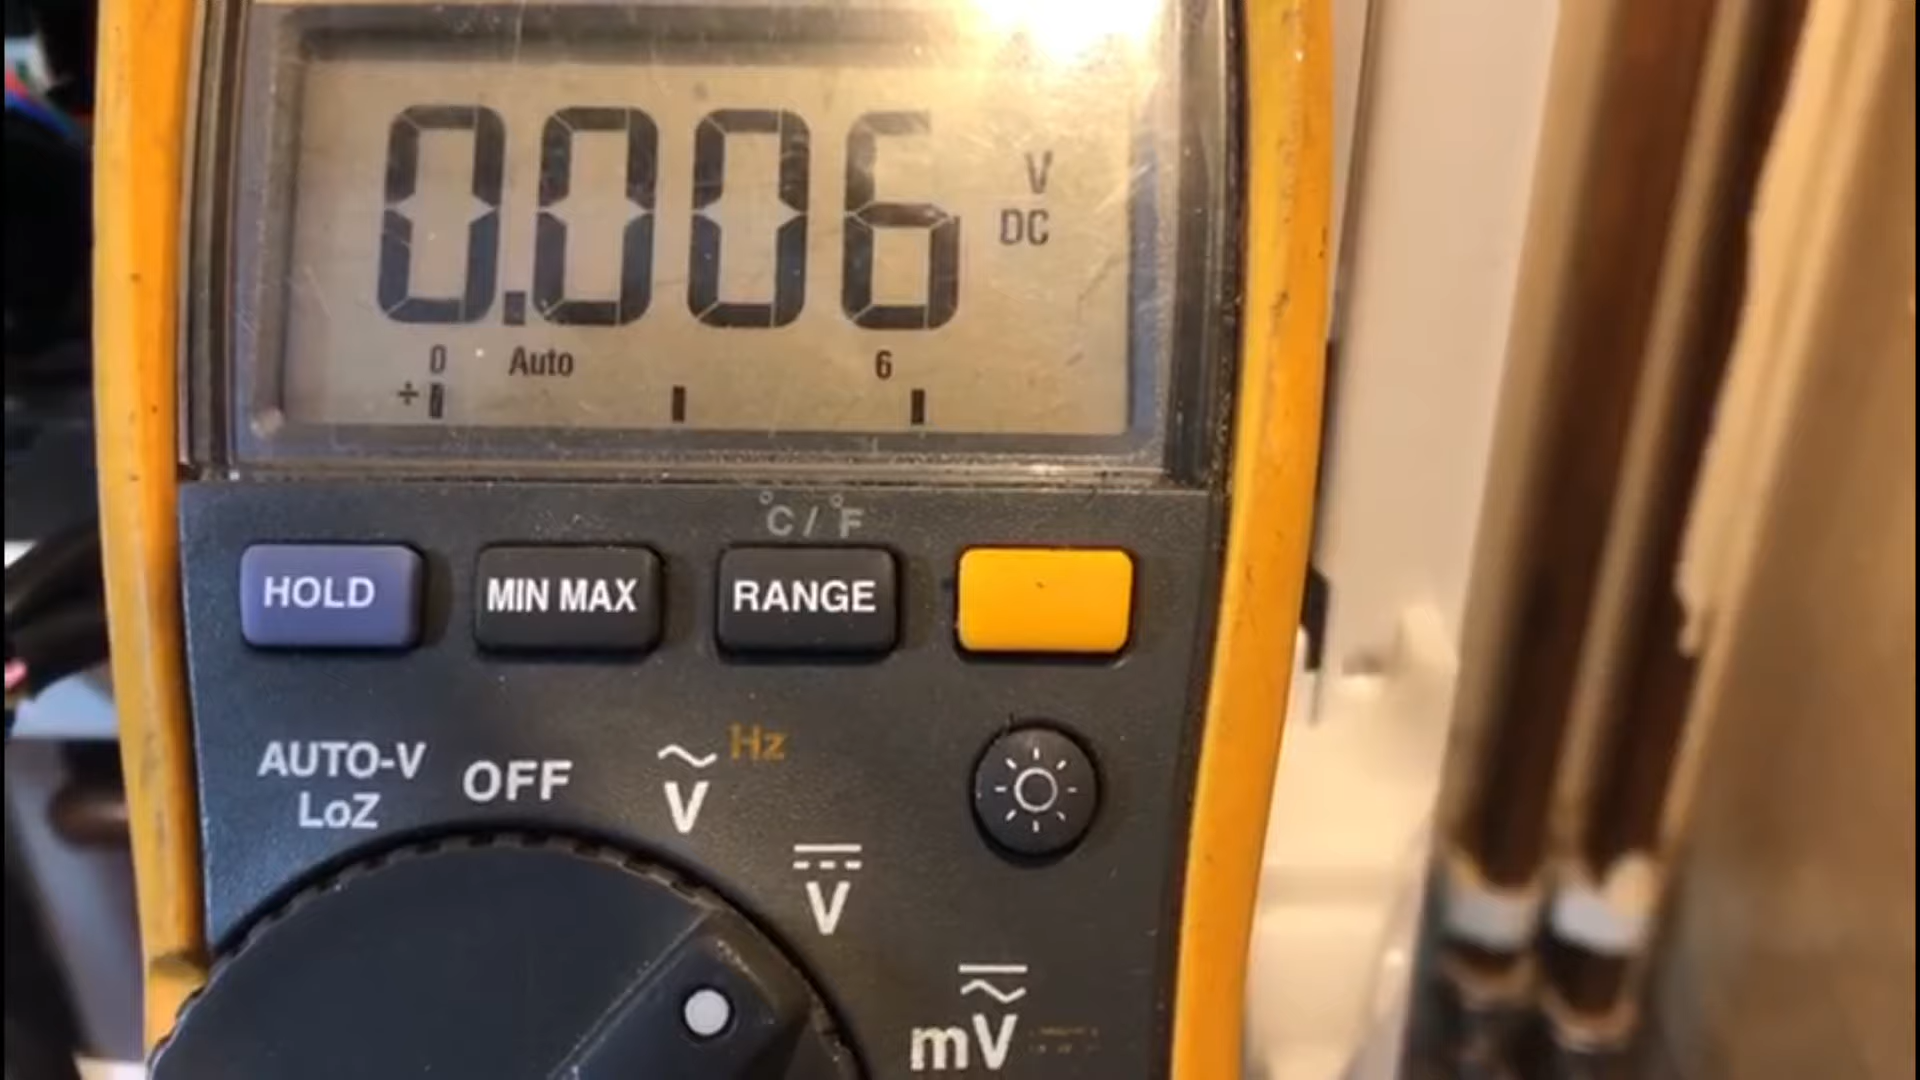 0.006
V
DC
0 Auto 6
°C / °F
HOLD MIN MAX RANGE
AUTO-V
LoZ
OFF
V
Hz
V
mV